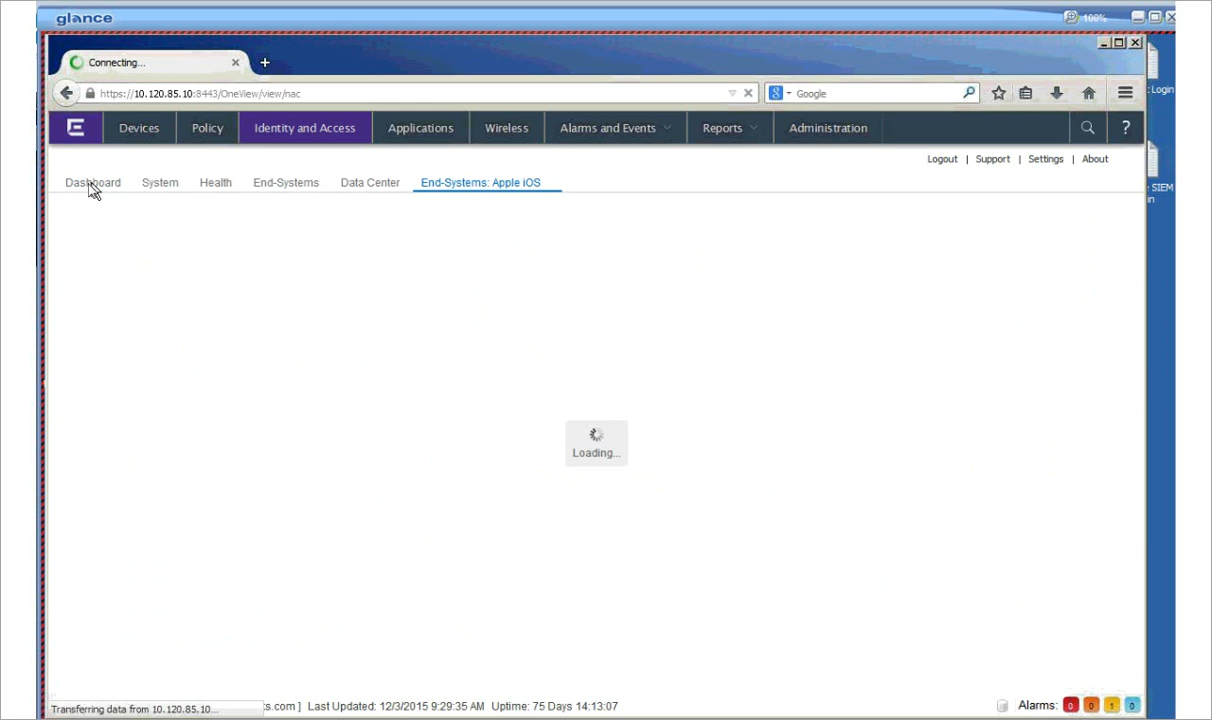 glance
100%
Connecting...
https://10.120.85.10:8443/OneView/view/nac
Google
: Login
Devices Policy Identity and Access Applications Wireless Alarms and Events Reports Administration ?
Logout | Support | Settings | About
Dashboard System Health End-Systems Data Center End-Systems: Apple iOS
SIEM
in
Loading...
Transferring data from 10.120.85.10...
s.com ] Last Updated: 12/3/2015 9:29:35 AM Uptime: 75 Days 14:13:07
Alarms: 0 0 1 0